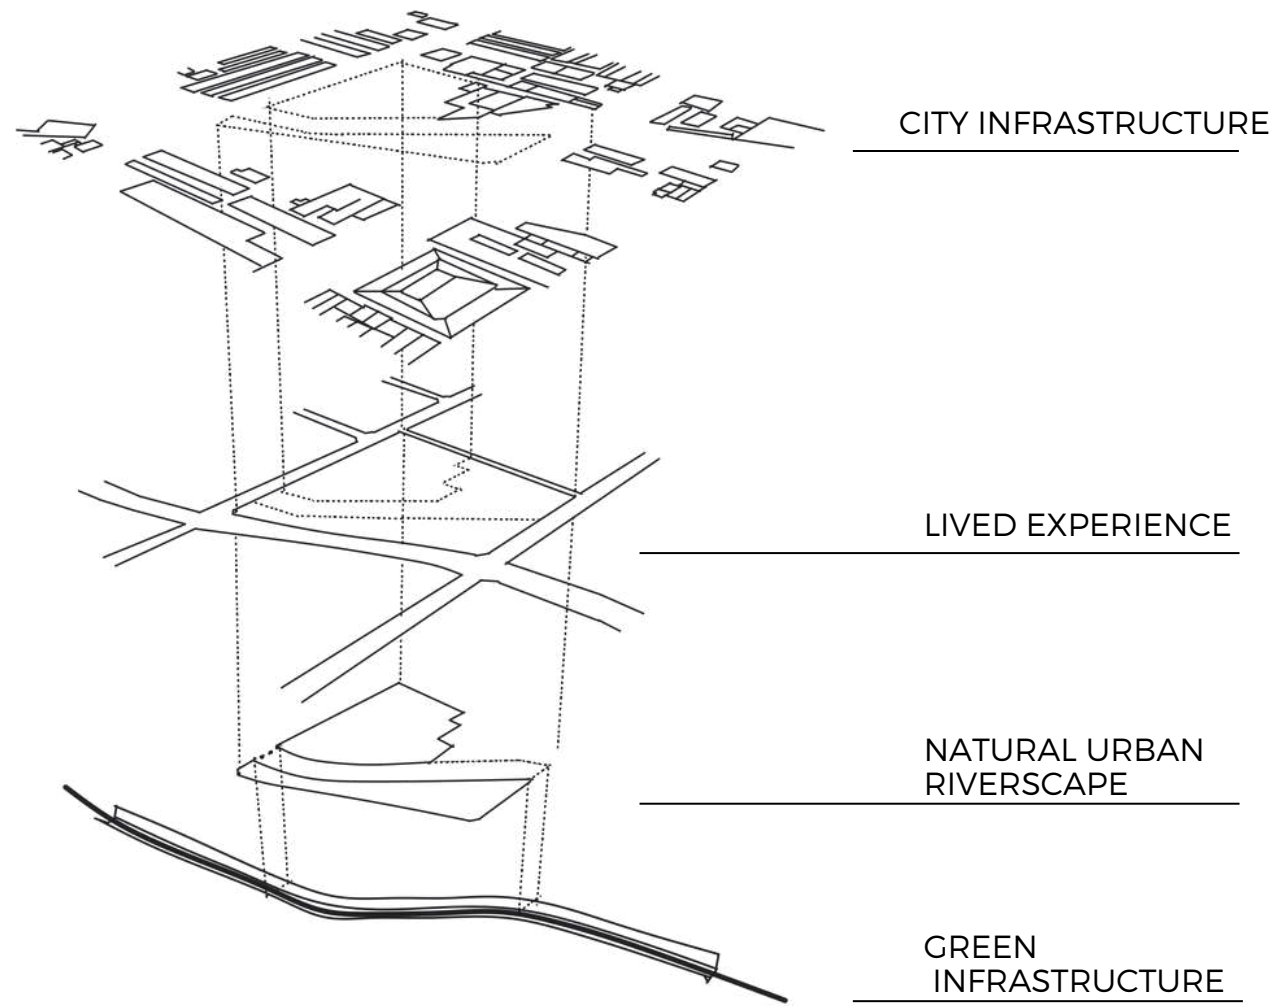 CITY INFRASTRUCTURE
LIVED EXPERIENCE
NATURAL URBAN
RIVERSCAPE
GREEN
INFRASTRUCTURE